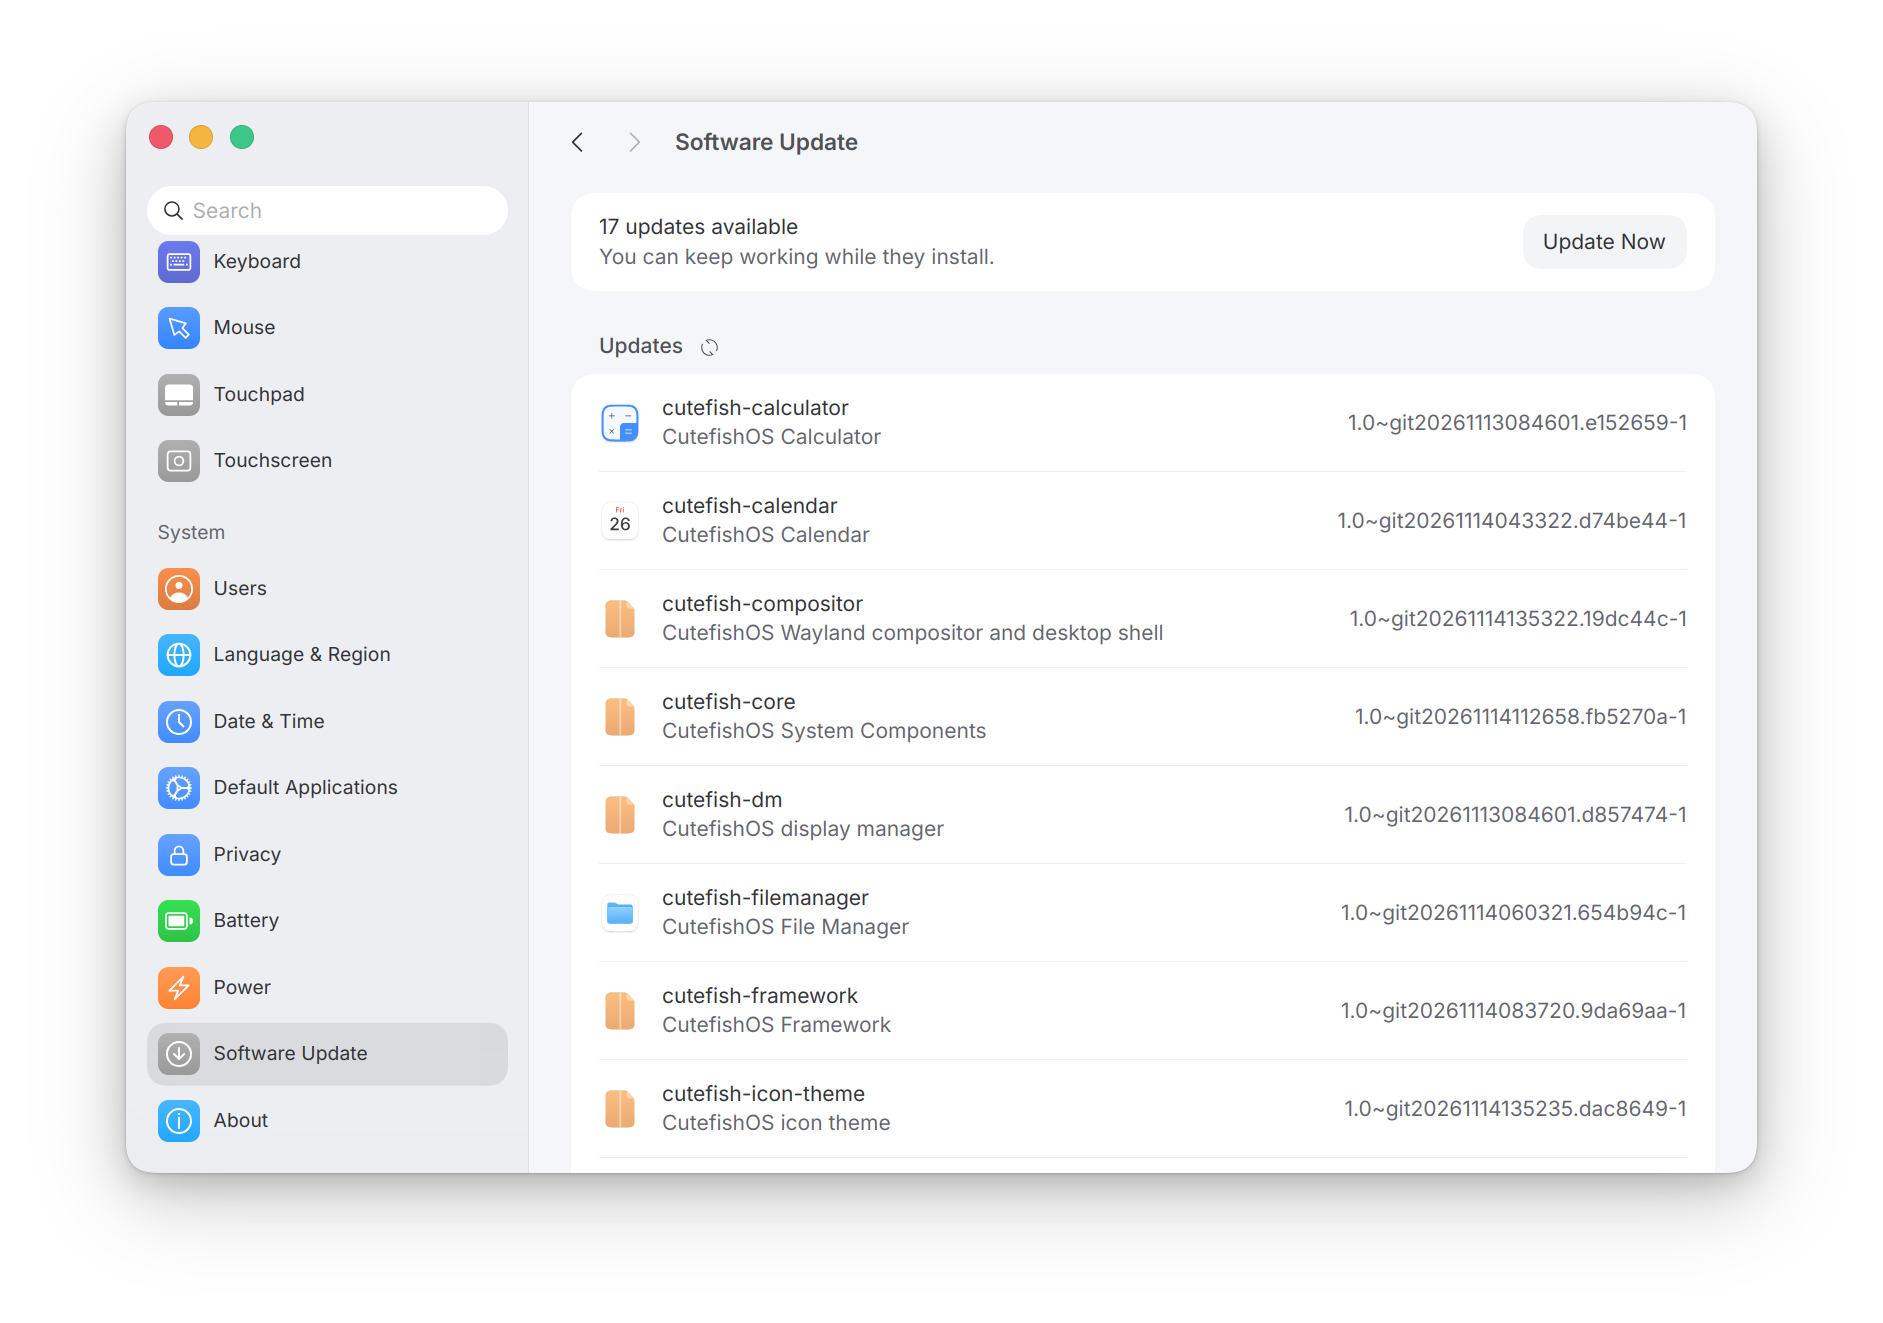 Search
Keyboard
Mouse
Touchpad
Touchscreen
System
Users
Language & Region
Date & Time
Default Applications
Privacy
Battery
Power
Software Update
About
Software Update
17 updates available
You can keep working while they install.
Update Now
Updates
cutefish-calculator
CutefishOS Calculator
1.0~git20261113084601.e152659-1
Fri
26
cutefish-calendar
CutefishOS Calendar
1.0~git20261114043322.d74be44-1
cutefish-compositor
CutefishOS Wayland compositor and desktop shell
1.0~git20261114135322.19dc44c-1
cutefish-core
CutefishOS System Components
1.0~git20261114112658.fb5270a-1
cutefish-dm
CutefishOS display manager
1.0~git20261113084601.d857474-1
cutefish-filemanager
CutefishOS File Manager
1.0~git20261114060321.654b94c-1
cutefish-framework
CutefishOS Framework
1.0~git20261114083720.9da69aa-1
cutefish-icon-theme
CutefishOS icon theme
1.0~git20261114135235.dac8649-1